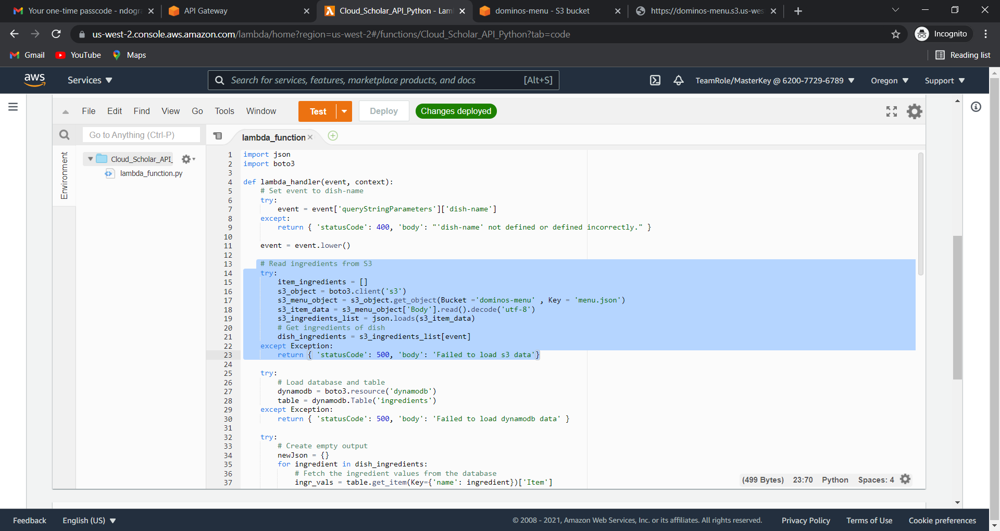 Your one-time passcode - ndogra
API Gateway
Cloud_Scholar_API_Python - Lam
dominos-menu - S3 bucket
https://dominos-menu.s3.us-wes
us-west-2.console.aws.amazon.com/lambda/home?region=us-west-2#/functions/Cloud_Scholar_API_Python?tab=code
Incognito
Gmail
YouTube
Maps
Reading list
aws
Services
Search for services, features, marketplace products, and docs
[Alt+S]
TeamRole/MasterKey @ 6200-7729-6789
Oregon
Support
File Edit Find View Go Tools Window
Test
Deploy
Changes deployed
Go to Anything (Ctrl-P)
lambda_function
Environment
Cloud_Scholar_API_
lambda_function.py
1 import json
2 import boto3
3
4 def lambda_handler(event, context):
5 # Set event to dish-name
6 try:
7 event = event['queryStringParameters']['dish-name']
8 except:
9 return { 'statusCode': 400, 'body': "'dish-name' not defined or defined incorrectly." }
10
11 event = event.lower()
12
13 # Read ingredients from S3
14 try:
15 item_ingredients = []
16 s3_object = boto3.client('s3')
17 s3_menu_object = s3_object.get_object(Bucket ='dominos-menu' , Key = 'menu.json')
18 s3_item_data = s3_menu_object['Body'].read().decode('utf-8')
19 s3_ingredients_list = json.loads(s3_item_data)
20 # Get ingredients of dish
21 dish_ingredients = s3_ingredients_list[event]
22 except Exception:
23 return { 'statusCode': 500, 'body': 'Failed to load s3 data'}
24
25 try:
26 # Load database and table
27 dynamodb = boto3.resource('dynamodb')
28 table = dynamodb.Table('ingredients')
29 except Exception:
30 return { 'statusCode': 500, 'body': 'Failed to load dynamodb data' }
31
32 try:
33 # Create empty output
34 newJson = {}
35 for ingredient in dish_ingredients:
36 # Fetch the ingredient values from the database
37 ingr_vals = table.get_item(Key={'name': ingredient})['Item']
(499 Bytes) 23:70 Python Spaces: 4
Feedback
English (US)
© 2008 - 2021, Amazon Web Services, Inc. or its affiliates. All rights reserved.
Privacy Policy
Terms of Use
Cookie preferences